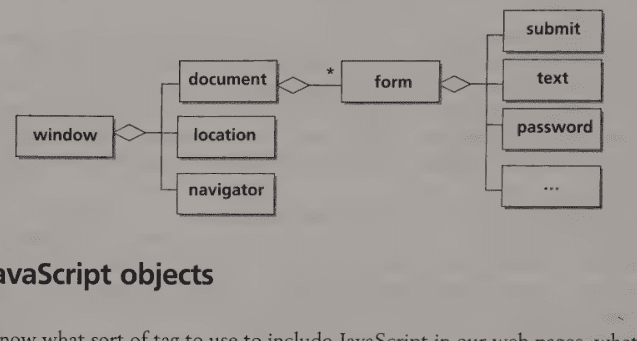 submit
document
*
form
text
window
location
password
navigator
...
avaScript objects
now what sort of tag to use to include JavaScript in our web pages, what